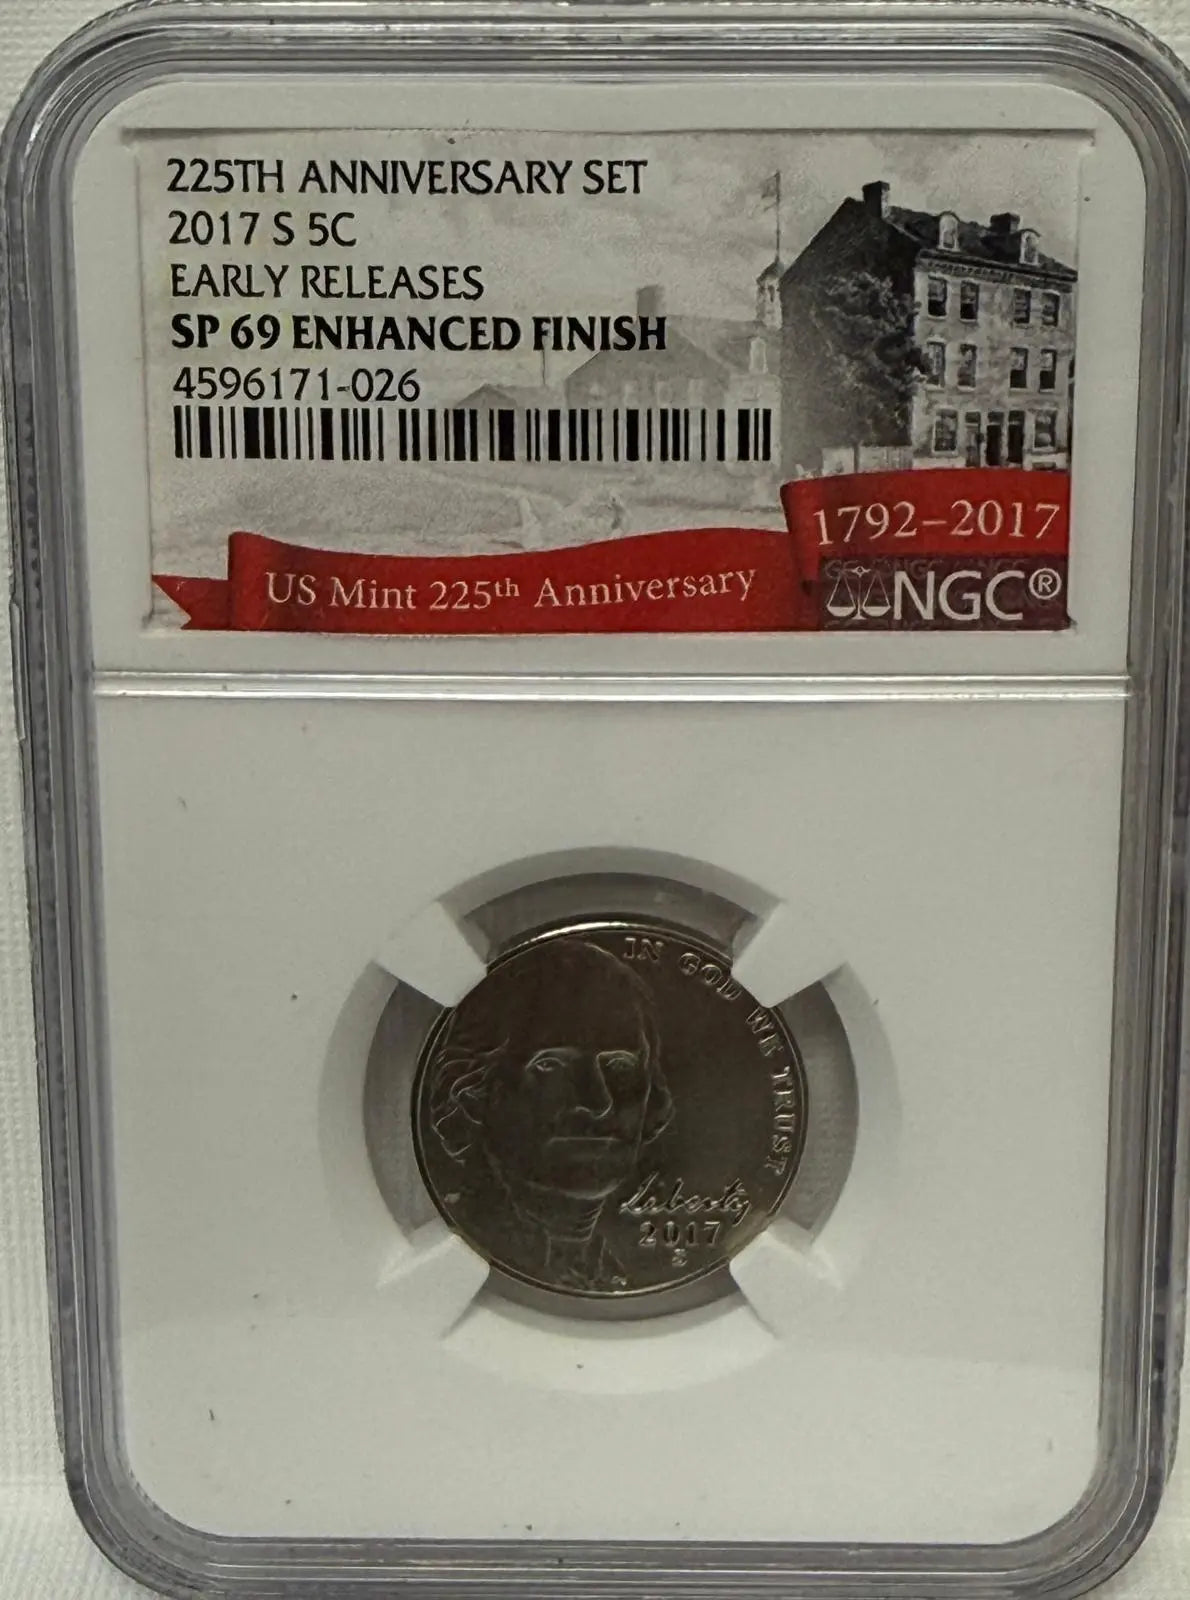 225TH ANNIVERSARY SET
2017 S 5C
EARLY RELEASES
SP 69 ENHANCED FINISH
4596171-026
1792-2017
US Mint 225th Anniversary
NGC®
IN GOD WE TRUST
Liberty
2017
S